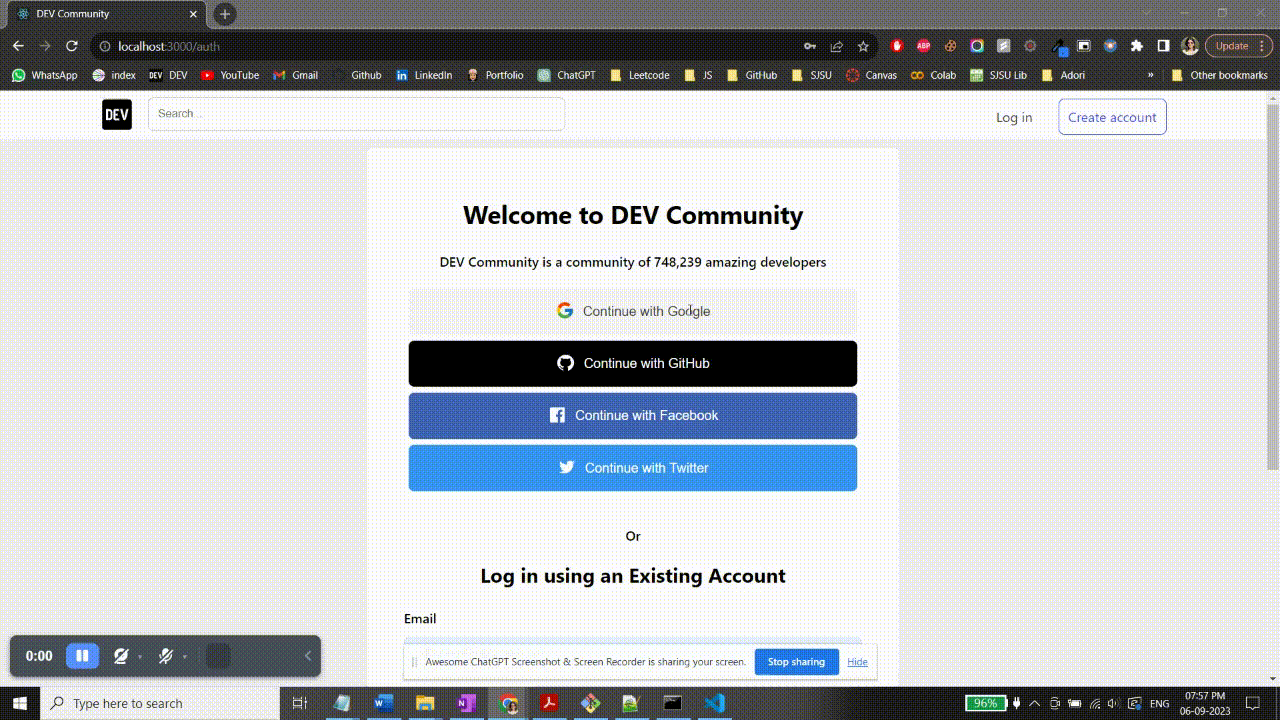 DEV Community
localhost:3000/auth
Update
WhatsApp
index
DEV DEV
YouTube
Gmail
Github
LinkedIn
Portfolio
ChatGPT
Leetcode
JS
GitHub
SJSU
Canvas
Colab
SJSU Lib
Adori
»
Other bookmarks
DEV
Search...
Log in
Create account
Welcome to DEV Community
DEV Community is a community of 748,239 amazing developers
Continue with Google
Continue with GitHub
Continue with Facebook
Continue with Twitter
Or
Log in using an Existing Account
Email
0:00
Awesome ChatGPT Screenshot & Screen Recorder is sharing your screen.
Stop sharing
Hide
Type here to search
96%
ENG
07:57 PM
06-09-2023